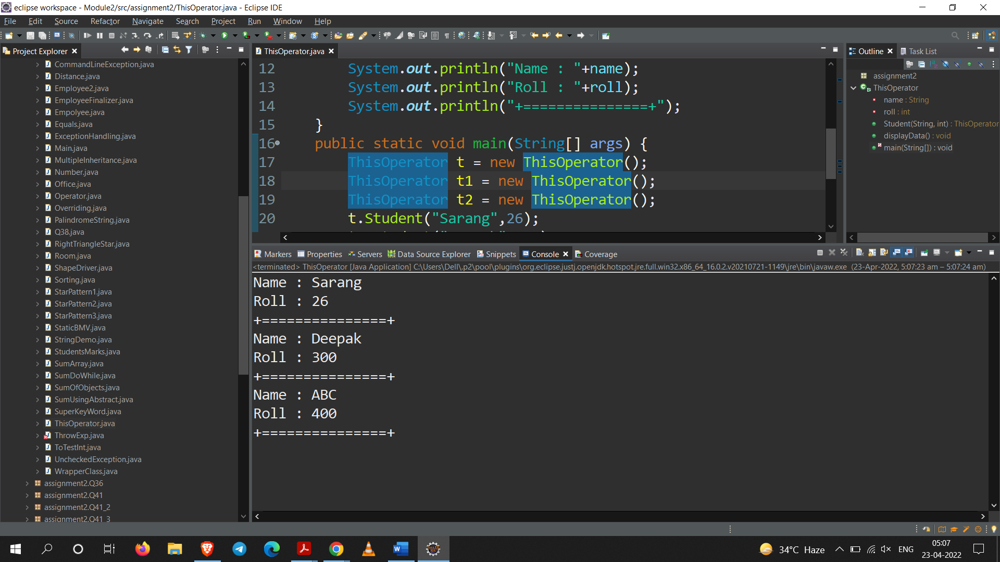 eclipse workspace - Module2/src/assignment2/ThisOperator.java - Eclipse IDE
File Edit Source Refactor Navigate Search Project Run Window Help
Project Explorer
CommandLineException.java
Distance.java
Employee2.java
EmployeeFinalizer.java
Empolyee.java
Equals.java
ExceptionHandling.java
Main.java
MultipleInheritance.java
Number.java
Office.java
Operator.java
Overriding.java
PalindromeString.java
Q38.java
RightTriangleStar.java
Room.java
ShapeDriver.java
Sorting.java
StarPattern1.java
StarPattern2.java
StarPattern3.java
StaticBMV.java
StringDemo.java
StudentsMarks.java
SumArray.java
SumDoWhile.java
SumOfObjects.java
SumUsingAbstract.java
SuperKeyWord.java
ThisOperator.java
ThrowExp.java
ToTestInt.java
UncheckedException.java
WrapperClass.java
assignment2.Q36
assignment2.Q41
assignment2.Q41_2
assignment2.Q41_3
ThisOperator.java
12 System.out.println("Name : "+name);
13 System.out.println("Roll : "+roll);
14 System.out.println("+===============+");
15 }
16 public static void main(String[] args) {
17 ThisOperator t = new ThisOperator();
18 ThisOperator t1 = new ThisOperator();
19 ThisOperator t2 = new ThisOperator();
20 t.Student("Sarang",26);
Outline Task List
assignment2
ThisOperator
name : String
roll : int
Student(String, int) : ThisOperator
displayData() : void
main(String[]) : void
Markers Properties Servers Data Source Explorer Snippets Console Coverage
<terminated> ThisOperator [Java Application] C:\Users\Dell\.p2\pool\plugins\org.eclipse.justj.openjdk.hotspot.jre.full.win32.x86_64_16.0.2.v20210721-1149\jre\bin\javaw.exe (23-Apr-2022, 5:07:23 am – 5:07:24 am)
Name : Sarang
Roll : 26
+===============+
Name : Deepak
Roll : 300
+===============+
Name : ABC
Roll : 400
+===============+
34°C Haze
ENG
05:07
23-04-2022